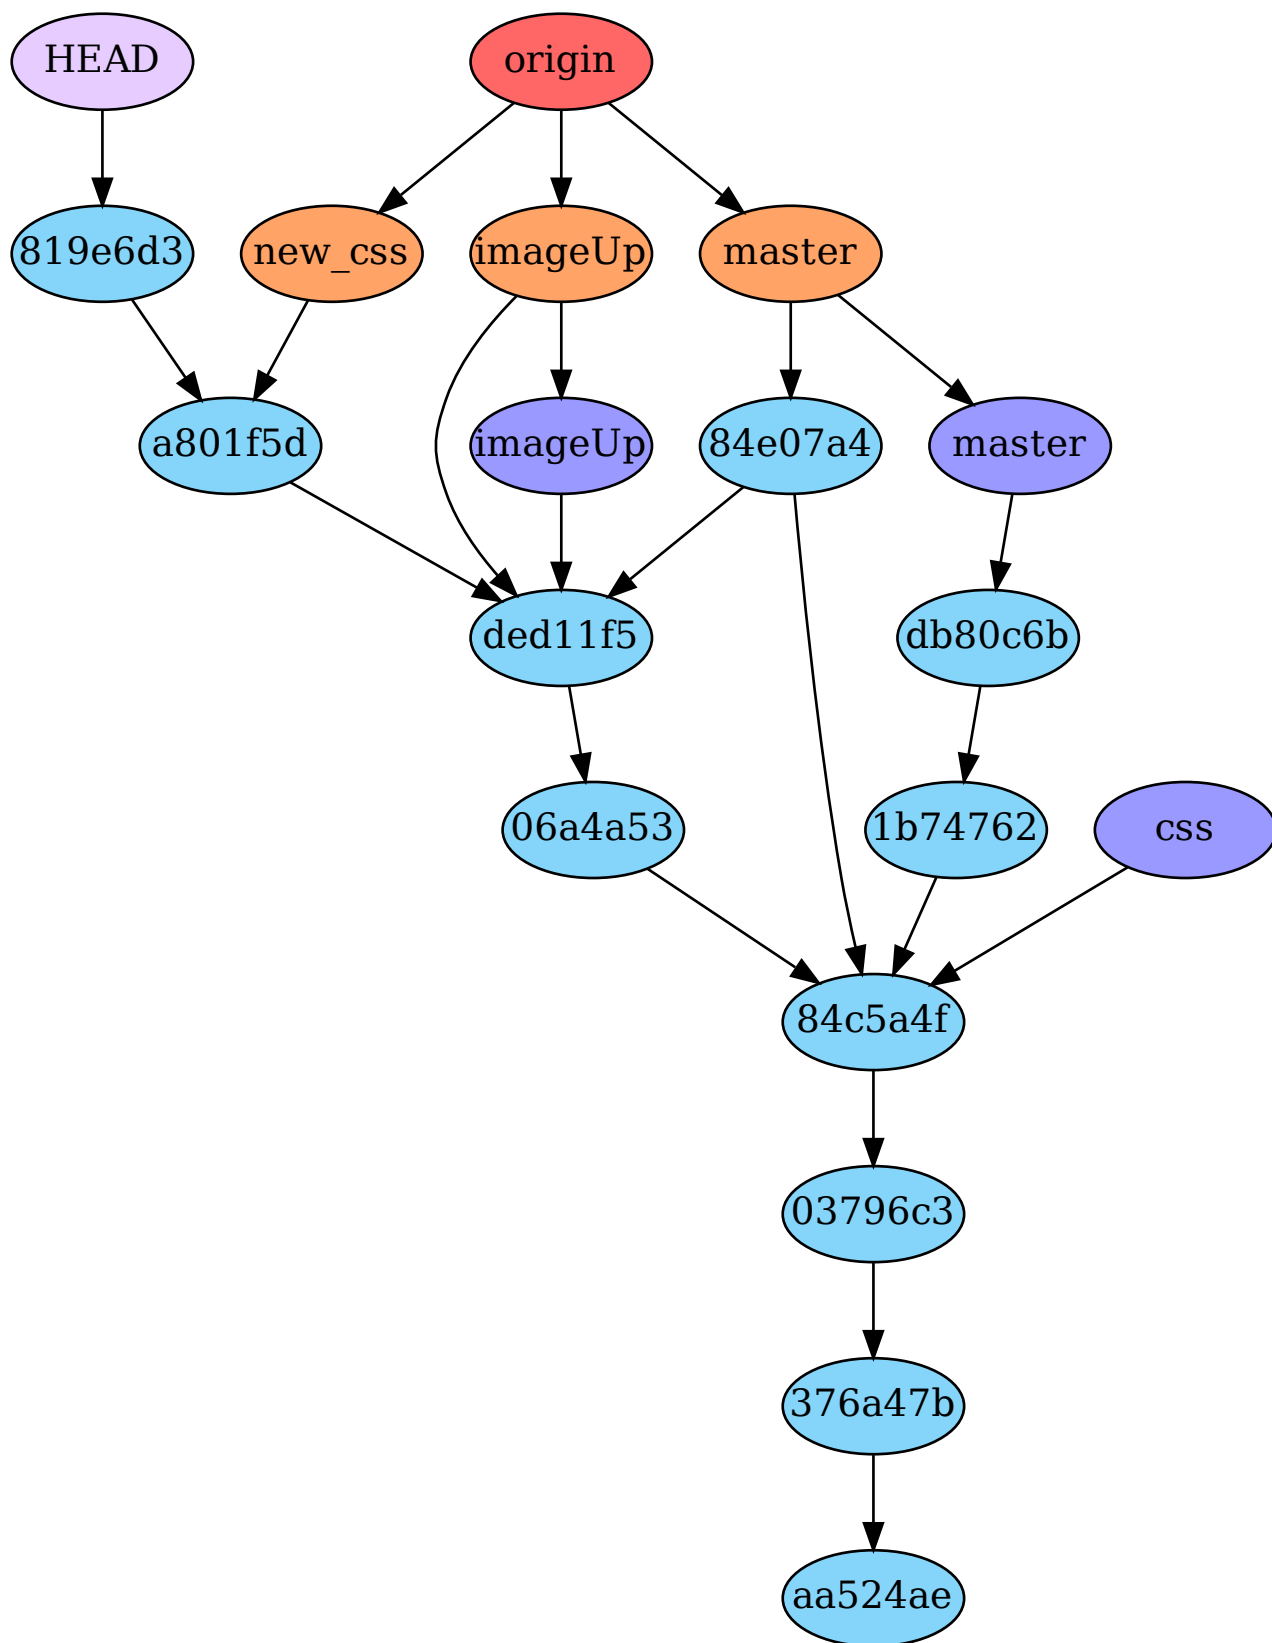 HEAD
origin
819e6d3
new_css
imageUp
master
a801f5d
imageUp
84e07a4
master
ded11f5
db80c6b
06a4a53
1b74762
css
84c5a4f
03796c3
376a47b
aa524ae